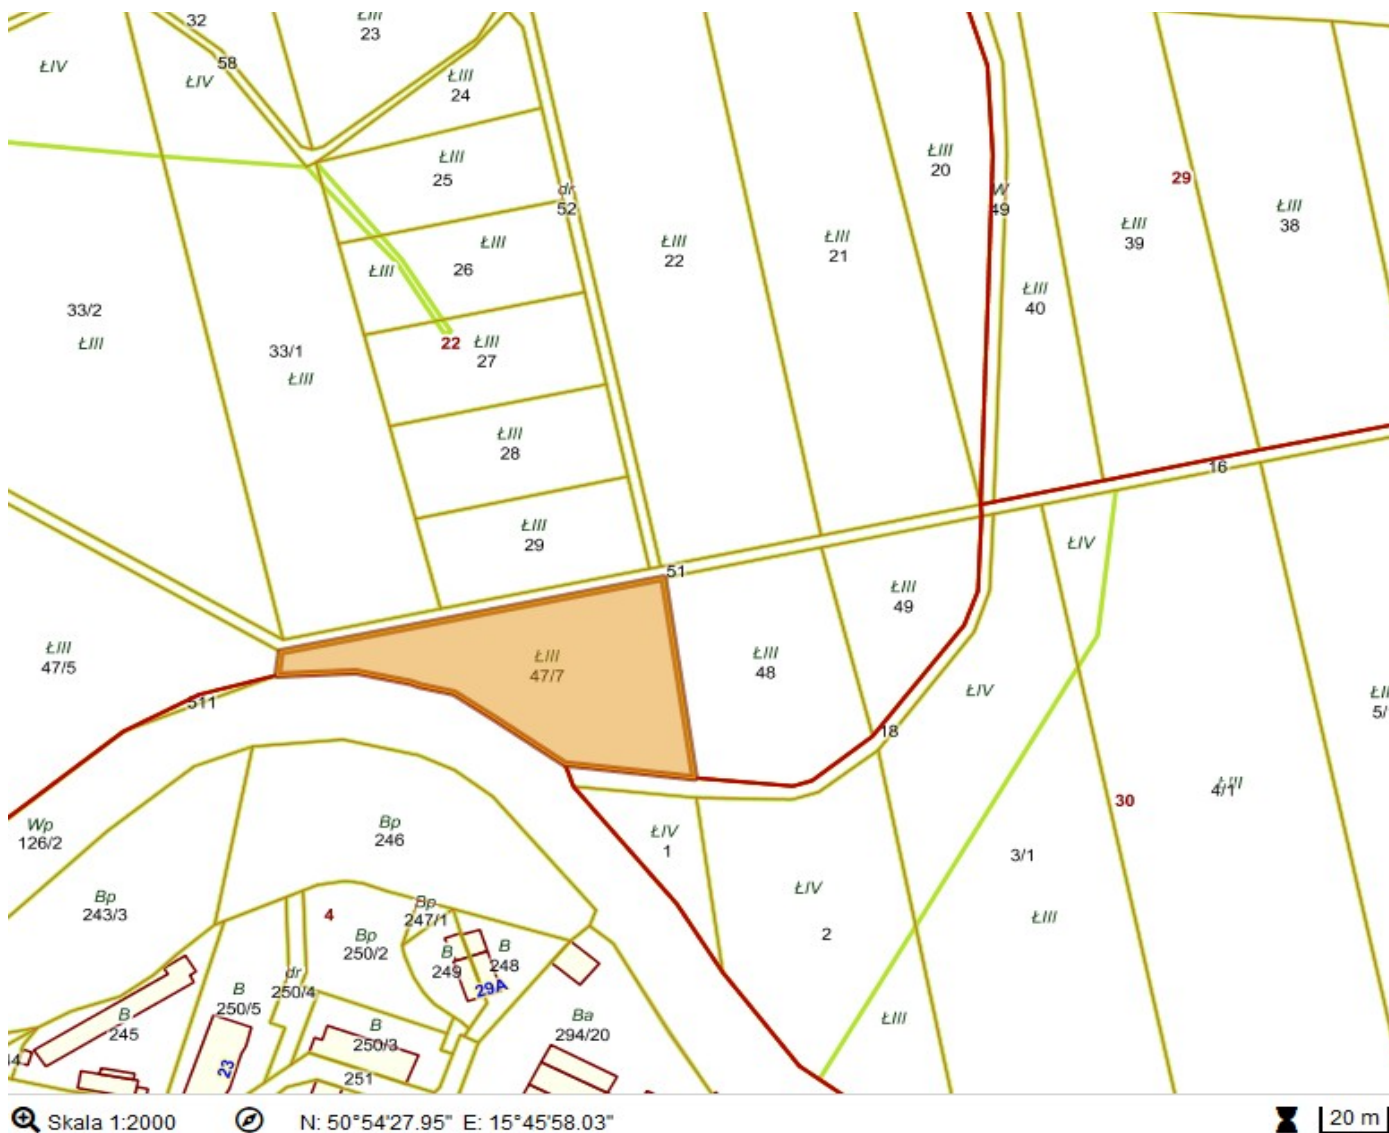 32
ŁIII
23
ŁIV
58
ŁIV
ŁIII
24
ŁIII
25
ŁIII
20
dr
52
W
49
29
ŁIII
38
ŁIII
39
ŁIII
26
ŁIII
ŁIII
22
ŁIII
21
ŁIII
40
33/2
ŁIII
33/1
ŁIII
22
ŁIII
27
ŁIII
28
16
ŁIII
29
ŁIV
51
ŁIII
49
ŁIII
47/5
ŁIII
47/7
ŁIII
48
ŁIV
511
18
ŁIII
4/1
30
Wp
126/2
Bp
246
ŁIV
1
3/1
ŁIV
2
ŁIII
Bp
243/3
4
Bp
247/1
Bp
250/2
B
249
B
248
29A
dr
250/4
B
250/5
B
245
B
250/3
Ba
294/20
ŁIII
23
251
Skala 1:2000
N: 50°54'27.95" E: 15°45'58.03"
20 m